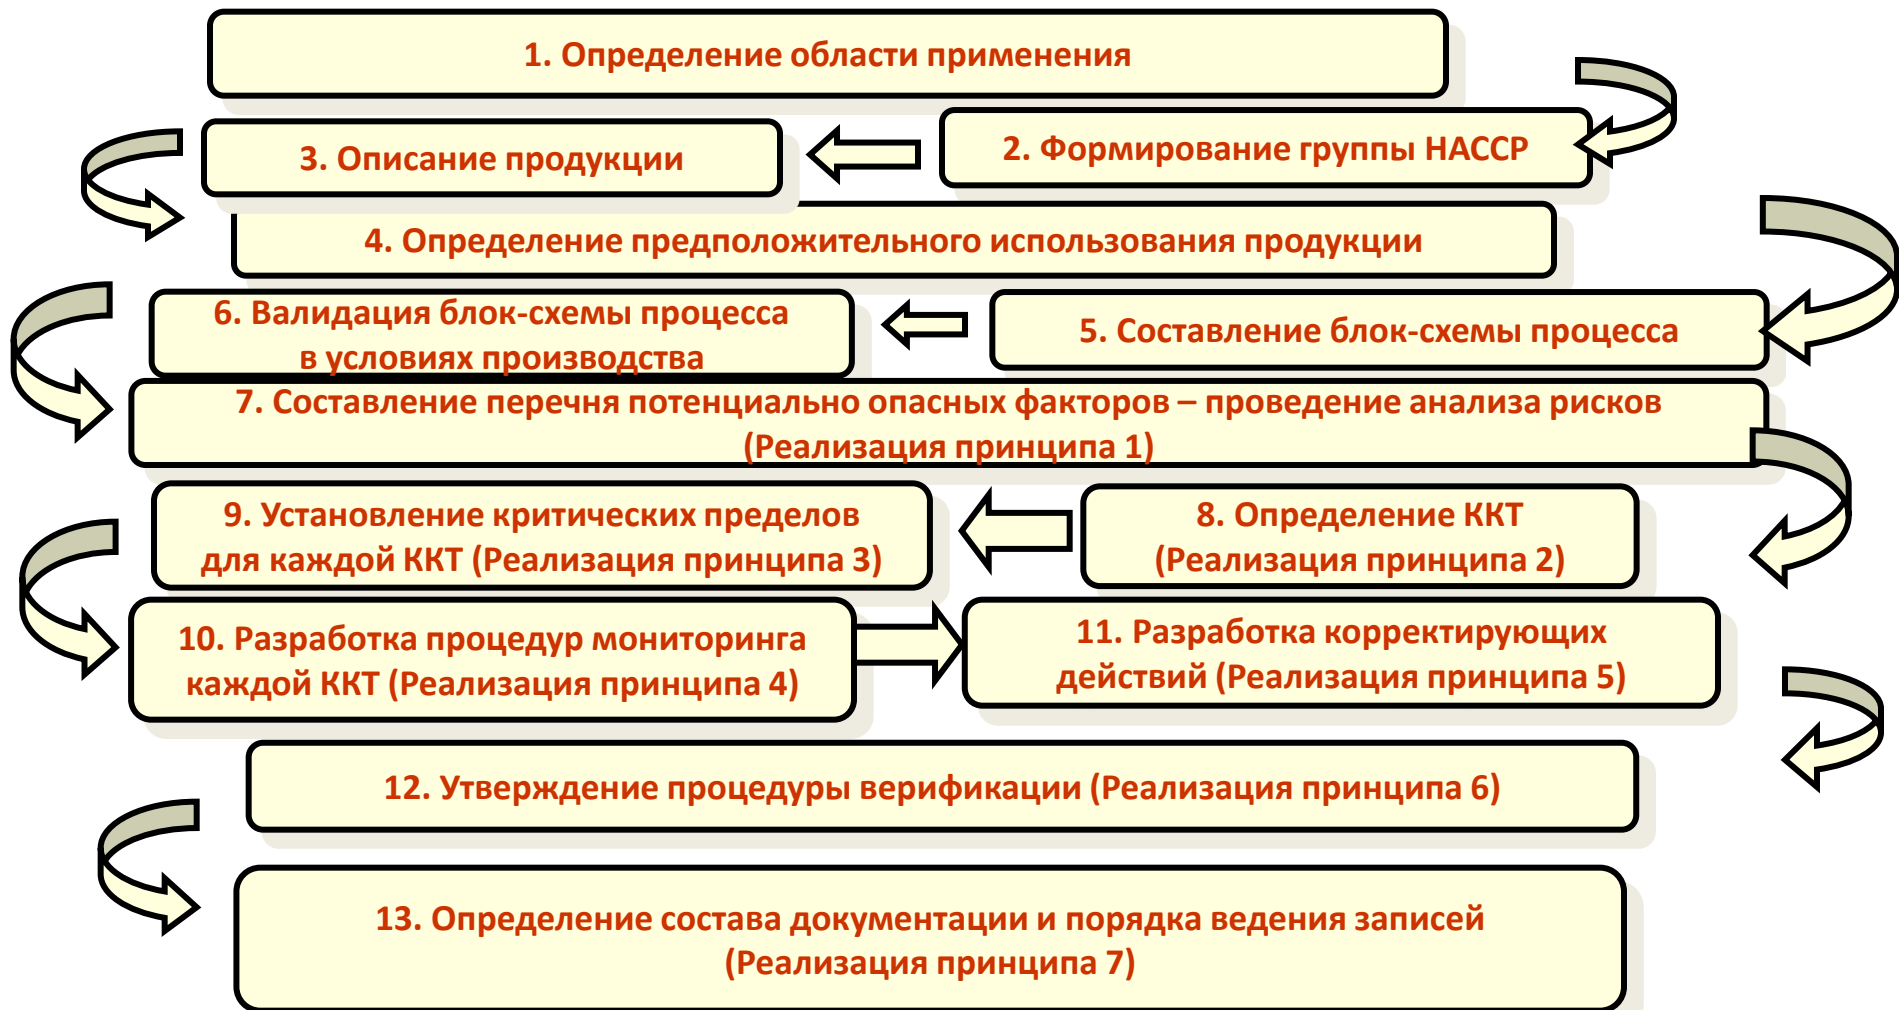 1. Определение области применения
2. Формирование группы НАССР
3. Описание продукции
4. Определение предположительного использования продукции
5. Составление блок-схемы процесса
6. Валидация блок-схемы процесса
в условиях производства
7. Составление перечня потенциально опасных факторов – проведение анализа рисков
(Реализация принципа 1)
8. Определение ККТ
(Реализация принципа 2)
9. Установление критических пределов
для каждой ККТ (Реализация принципа 3)
10. Разработка процедур мониторинга
каждой ККТ (Реализация принципа 4)
11. Разработка корректирующих
действий (Реализация принципа 5)
12. Утверждение процедуры верификации (Реализация принципа 6)
13. Определение состава документации и порядка ведения записей
(Реализация принципа 7)